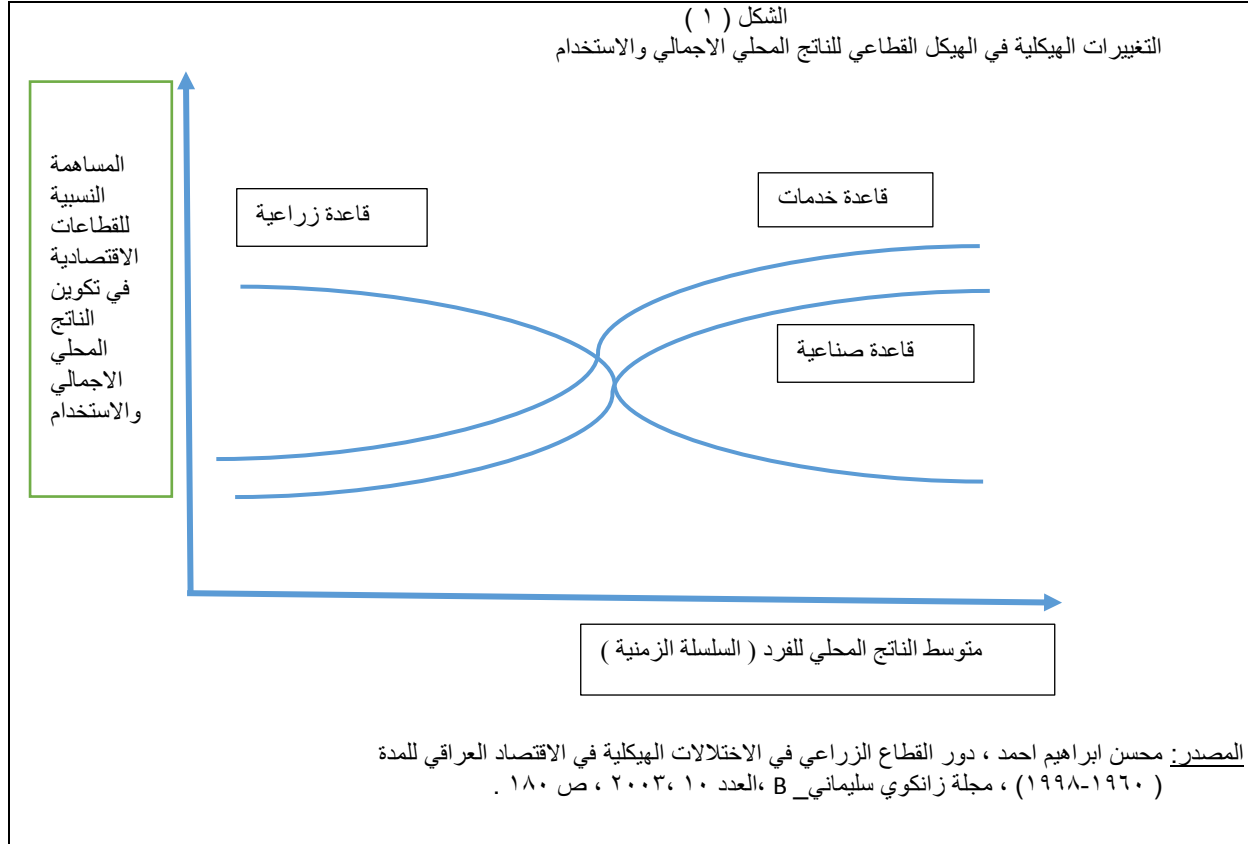 الشكل ( ١ )
التغييرات الهيكلية في الهيكل القطاعي للناتج المحلي الاجمالي والاستخدام
المساهمة
النسبية
للقطاعات
الاقتصادية
في تكوين
الناتج
المحلي
الاجمالي
والاستخدام
قاعدة خدمات
قاعدة زراعية
قاعدة صناعية
متوسط الناتج المحلي للفرد ( السلسلة الزمنية )
المصدر: محسن ابراهيم احمد ، دور القطاع الزراعي في الاختلالات الهيكلية في الاقتصاد العراقي للمدة
( ١٩٦٠-١٩٩٨) ، مجلة زانكوي سليماني_ B ،العدد ١٠ ،٢٠٠٣ ، ص ١٨٠ .